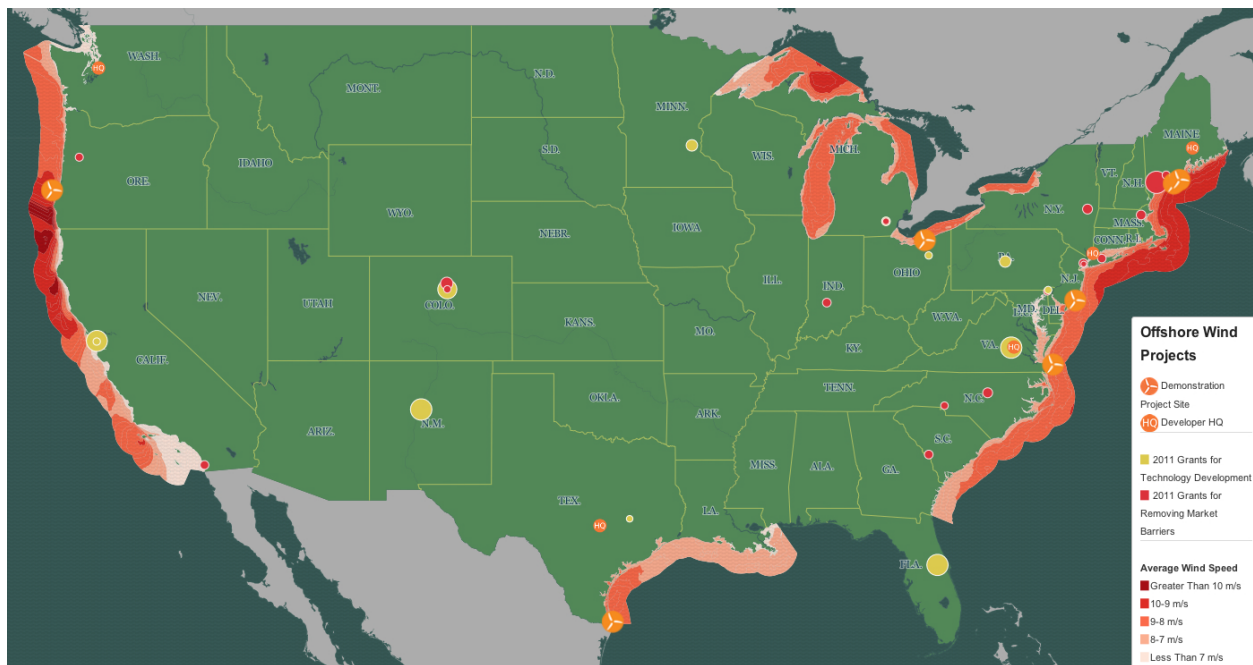 WASH.
HQ
MONT.
N.D.
MINN.
MAINE
HQ
ORE.
IDAHO
S.D.
WIS.
MICH.
VT.
N.H.
WYO.
N.Y.
MASS.
NEBR.
IOWA
CONN.
R.I.
HQ
NEV.
UTAH
COLO.
ILL.
IND.
OHIO
N.J.
CALIF.
KANS.
MO.
W.VA.
MD.
DEL.
KY.
VA.
HQ
ARIZ.
N.M.
OKLA.
ARK.
TENN.
N.C.
TEX.
MISS.
ALA.
GA.
S.C.
HQ
LA.
FLA.
Offshore Wind
Projects
Demonstration
Project Site
HQ Developer HQ
2011 Grants for
Technology Development
2011 Grants for
Removing Market
Barriers
Average Wind Speed
Greater Than 10 m/s
10-9 m/s
9-8 m/s
8-7 m/s
Less Than 7 m/s